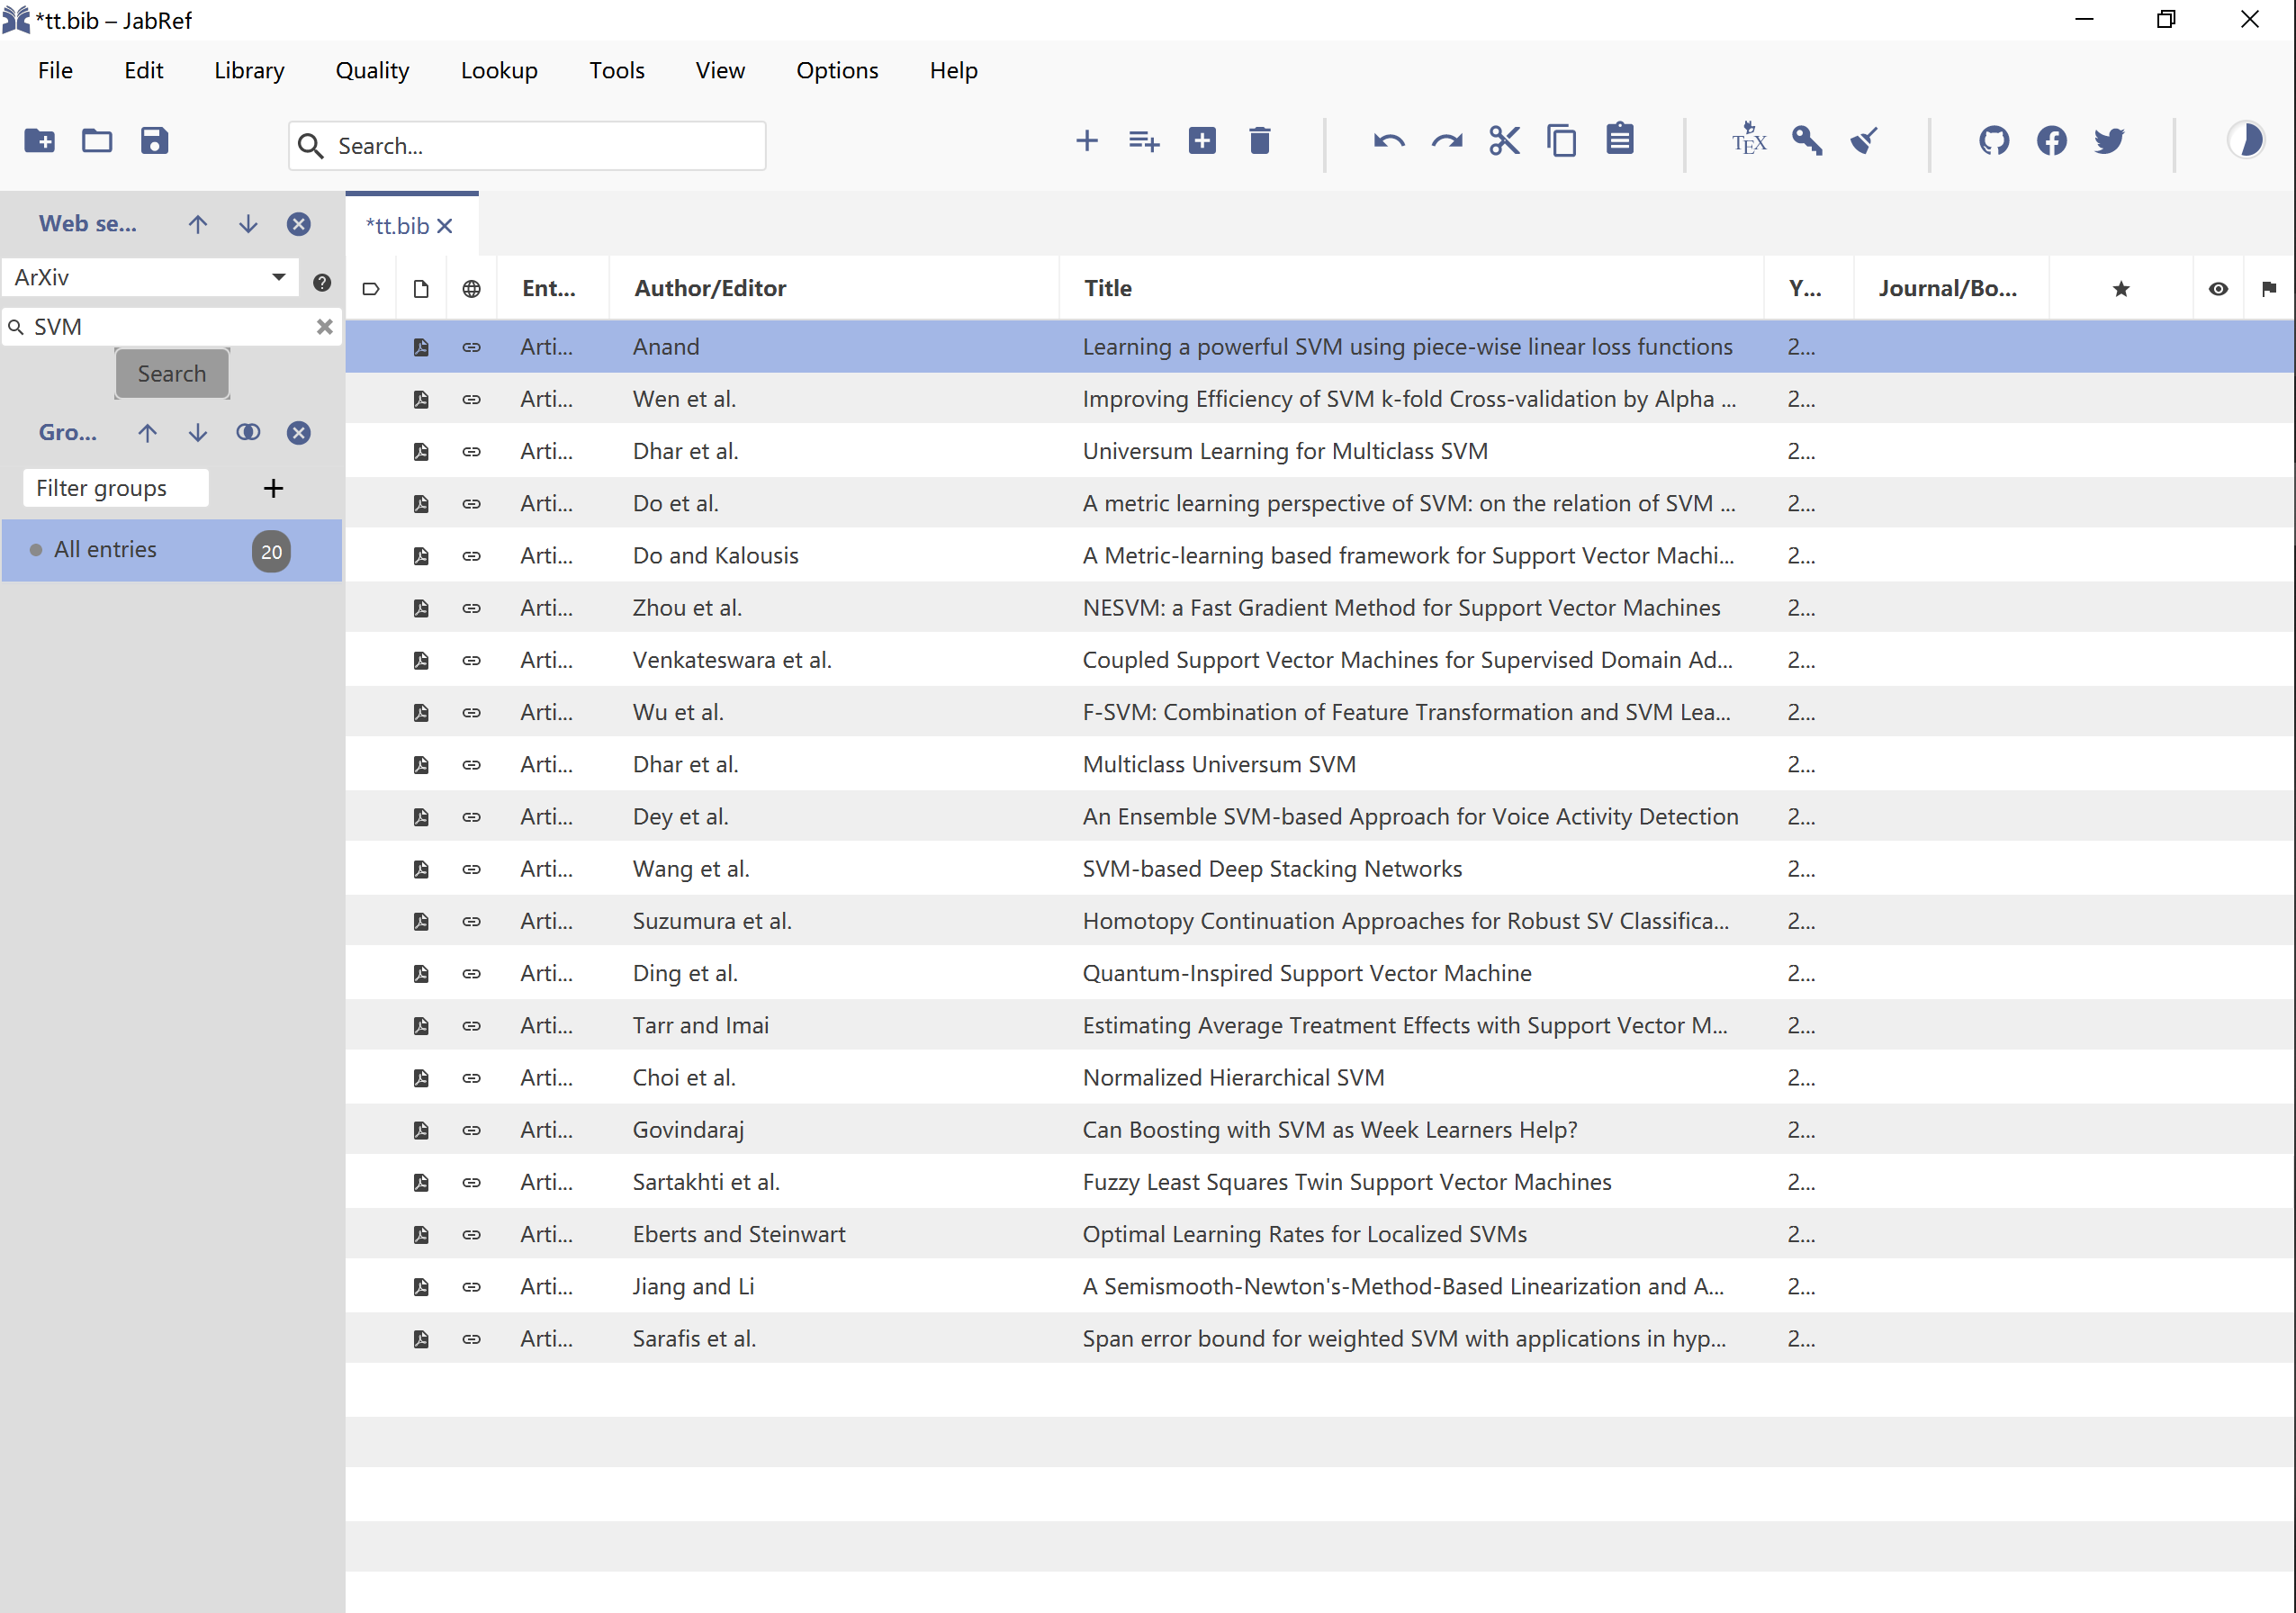 *tt.bib – JabRef
File Edit Library Quality Lookup Tools View Options Help
Search...
TEX
Web se...
*tt.bib
ArXiv
Ent... Author/Editor Title Y... Journal/Bo...
SVM
Search
Gro...
Filter groups
All entries 20
Arti... Anand Learning a powerful SVM using piece-wise linear loss functions 2...
Arti... Wen et al. Improving Efficiency of SVM k-fold Cross-validation by Alpha ... 2...
Arti... Dhar et al. Universum Learning for Multiclass SVM 2...
Arti... Do et al. A metric learning perspective of SVM: on the relation of SVM ... 2...
Arti... Do and Kalousis A Metric-learning based framework for Support Vector Machi... 2...
Arti... Zhou et al. NESVM: a Fast Gradient Method for Support Vector Machines 2...
Arti... Venkateswara et al. Coupled Support Vector Machines for Supervised Domain Ad... 2...
Arti... Wu et al. F-SVM: Combination of Feature Transformation and SVM Lea... 2...
Arti... Dhar et al. Multiclass Universum SVM 2...
Arti... Dey et al. An Ensemble SVM-based Approach for Voice Activity Detection 2...
Arti... Wang et al. SVM-based Deep Stacking Networks 2...
Arti... Suzumura et al. Homotopy Continuation Approaches for Robust SV Classifica... 2...
Arti... Ding et al. Quantum-Inspired Support Vector Machine 2...
Arti... Tarr and Imai Estimating Average Treatment Effects with Support Vector M... 2...
Arti... Choi et al. Normalized Hierarchical SVM 2...
Arti... Govindaraj Can Boosting with SVM as Week Learners Help? 2...
Arti... Sartakhti et al. Fuzzy Least Squares Twin Support Vector Machines 2...
Arti... Eberts and Steinwart Optimal Learning Rates for Localized SVMs 2...
Arti... Jiang and Li A Semismooth-Newton's-Method-Based Linearization and A... 2...
Arti... Sarafis et al. Span error bound for weighted SVM with applications in hyp... 2...